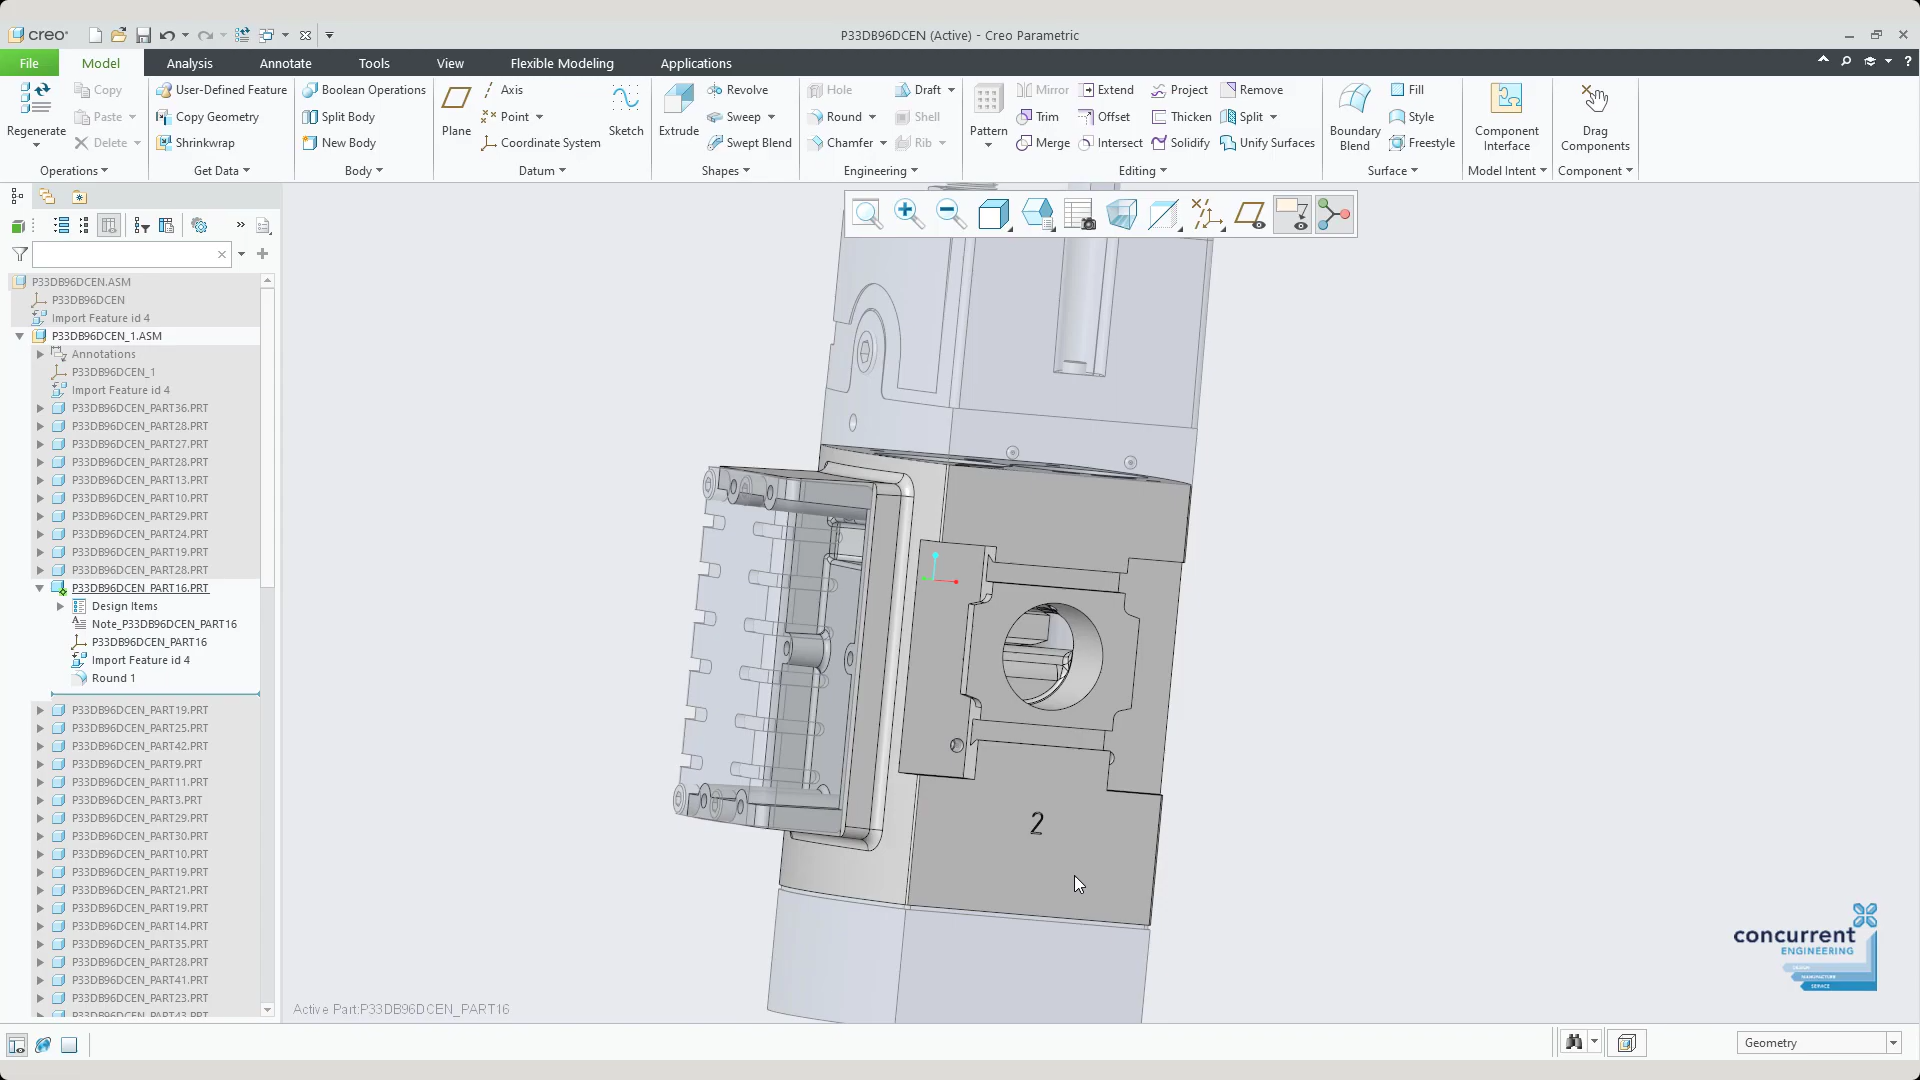 creo
P33DB96DCEN (Active) - Creo Parametric
File Model Analysis Annotate Tools View Flexible Modeling Applications
Regenerate
Copy
Paste
Delete
Operations
User-Defined Feature
Copy Geometry
Shrinkwrap
Get Data
Boolean Operations
Split Body
New Body
Body
Plane
Axis
Point
Coordinate System
Sketch
Datum
Extrude
Revolve
Sweep
Swept Blend
Shapes
Hole
Round
Chamfer
Draft
Shell
Rib
Engineering
Pattern
Mirror
Trim
Merge
Extend
Offset
Intersect
Project
Thicken
Solidify
Remove
Split
Unify Surfaces
Editing
Boundary
Blend
Fill
Style
Freestyle
Surface
Component
Interface
Model Intent
Drag
Components
Component
P33DB96DCEN.ASM
P33DB96DCEN
Import Feature id 4
P33DB96DCEN_1.ASM
Annotations
P33DB96DCEN_1
Import Feature id 4
P33DB96DCEN_PART36.PRT
P33DB96DCEN_PART28.PRT
P33DB96DCEN_PART27.PRT
P33DB96DCEN_PART28.PRT
P33DB96DCEN_PART13.PRT
P33DB96DCEN_PART10.PRT
P33DB96DCEN_PART29.PRT
P33DB96DCEN_PART24.PRT
P33DB96DCEN_PART19.PRT
P33DB96DCEN_PART28.PRT
P33DB96DCEN_PART16.PRT
Design Items
Note_P33DB96DCEN_PART16
P33DB96DCEN_PART16
Import Feature id 4
Round 1
P33DB96DCEN_PART19.PRT
P33DB96DCEN_PART25.PRT
P33DB96DCEN_PART42.PRT
P33DB96DCEN_PART9.PRT
P33DB96DCEN_PART11.PRT
P33DB96DCEN_PART3.PRT
P33DB96DCEN_PART29.PRT
P33DB96DCEN_PART30.PRT
P33DB96DCEN_PART10.PRT
P33DB96DCEN_PART19.PRT
P33DB96DCEN_PART21.PRT
P33DB96DCEN_PART19.PRT
P33DB96DCEN_PART14.PRT
P33DB96DCEN_PART35.PRT
P33DB96DCEN_PART28.PRT
P33DB96DCEN_PART41.PRT
P33DB96DCEN_PART23.PRT
P33DB96DCEN_PART43.PRT
2
Active Part:P33DB96DCEN_PART16
concurrent
ENGINEERING
DESIGN
MANUFACTURE
SERVICE
Geometry